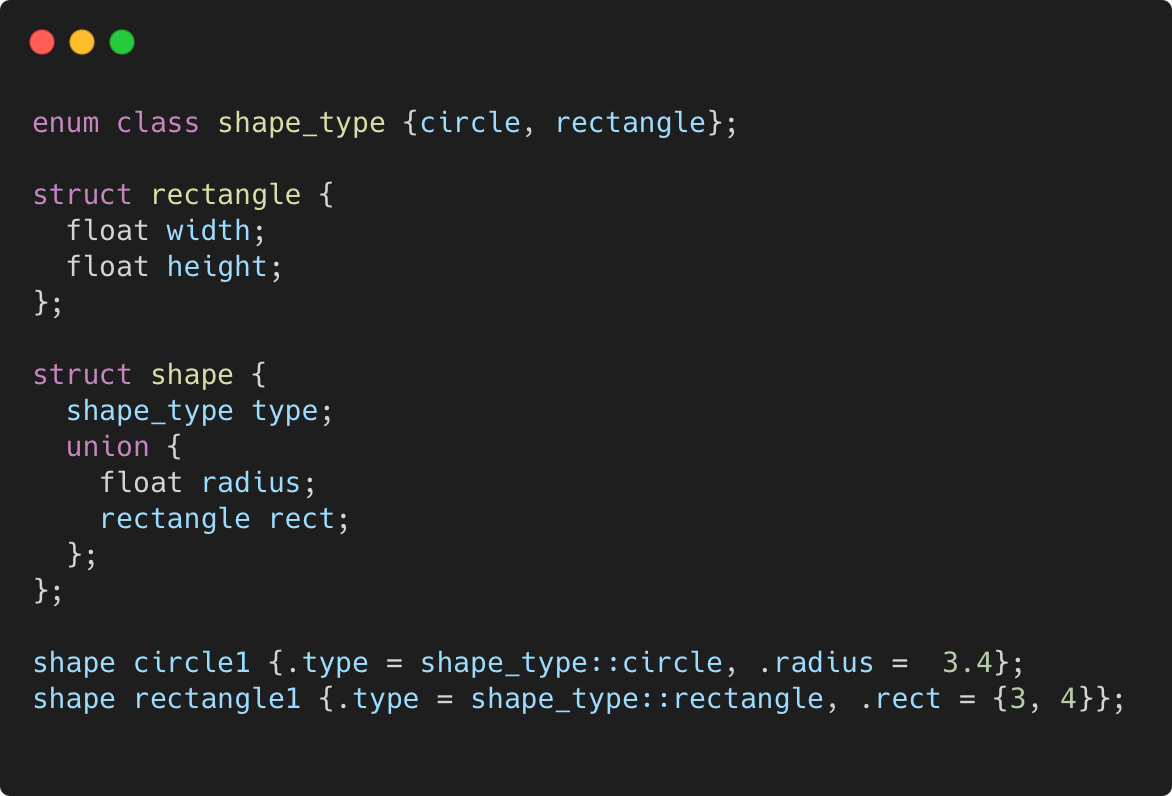 enum class shape_type {circle, rectangle};
struct rectangle {
  float width;
  float height;
};
struct shape {
  shape_type type;
  union {
    float radius;
    rectangle rect;
  };
};
shape circle1 {.type = shape_type::circle, .radius =  3.4};
shape rectangle1 {.type = shape_type::rectangle, .rect = {3, 4}};